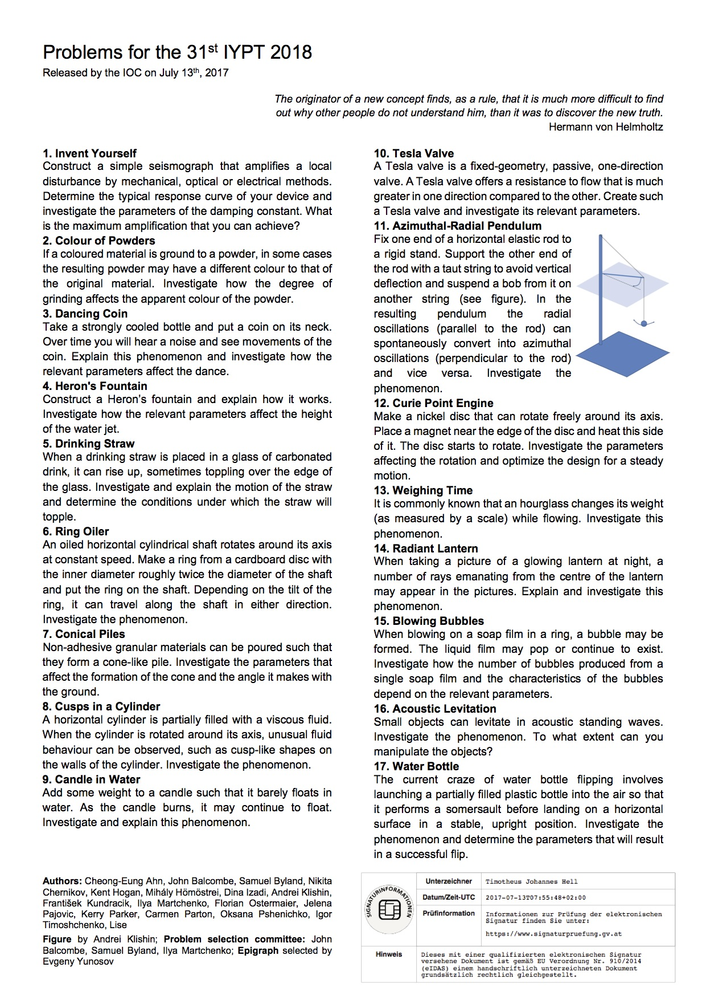 Problems for the 31st IYPT 2018
Released by the IOC on July 13th, 2017
The originator of a new concept finds, as a rule, that it is much more difficult to find
out why other people do not understand him, than it was to discover the new truth.
Hermann von Helmholtz
1. Invent Yourself
Construct a simple seismograph that amplifies a local
disturbance by mechanical, optical or electrical methods.
Determine the typical response curve of your device and
investigate the parameters of the damping constant. What
is the maximum amplification that you can achieve?
2. Colour of Powders
If a coloured material is ground to a powder, in some cases
the resulting powder may have a different colour to that of
the original material. Investigate how the degree of
grinding affects the apparent colour of the powder.
3. Dancing Coin
Take a strongly cooled bottle and put a coin on its neck.
Over time you will hear a noise and see movements of the
coin. Explain this phenomenon and investigate how the
relevant parameters affect the dance.
4. Heron's Fountain
Construct a Heron’s fountain and explain how it works.
Investigate how the relevant parameters affect the height
of the water jet.
5. Drinking Straw
When a drinking straw is placed in a glass of carbonated
drink, it can rise up, sometimes toppling over the edge of
the glass. Investigate and explain the motion of the straw
and determine the conditions under which the straw will
topple.
6. Ring Oiler
An oiled horizontal cylindrical shaft rotates around its axis
at constant speed. Make a ring from a cardboard disc with
the inner diameter roughly twice the diameter of the shaft
and put the ring on the shaft. Depending on the tilt of the
ring, it can travel along the shaft in either direction.
Investigate the phenomenon.
7. Conical Piles
Non-adhesive granular materials can be poured such that
they form a cone-like pile. Investigate the parameters that
affect the formation of the cone and the angle it makes with
the ground.
8. Cusps in a Cylinder
A horizontal cylinder is partially filled with a viscous fluid.
When the cylinder is rotated around its axis, unusual fluid
behaviour can be observed, such as cusp-like shapes on
the walls of the cylinder. Investigate the phenomenon.
9. Candle in Water
Add some weight to a candle such that it barely floats in
water. As the candle burns, it may continue to float.
Investigate and explain this phenomenon.
10. Tesla Valve
A Tesla valve is a fixed-geometry, passive, one-direction
valve. A Tesla valve offers a resistance to flow that is much
greater in one direction compared to the other. Create such
a Tesla valve and investigate its relevant parameters.
11. Azimuthal-Radial Pendulum
Fix one end of a horizontal elastic rod to
a rigid stand. Support the other end of
the rod with a taut string to avoid vertical
deflection and suspend a bob from it on
another string (see figure). In the
resulting pendulum the radial
oscillations (parallel to the rod) can
spontaneously convert into azimuthal
oscillations (perpendicular to the rod)
and vice versa. Investigate the
phenomenon.
12. Curie Point Engine
Make a nickel disc that can rotate freely around its axis.
Place a magnet near the edge of the disc and heat this side
of it. The disc starts to rotate. Investigate the parameters
affecting the rotation and optimize the design for a steady
motion.
13. Weighing Time
It is commonly known that an hourglass changes its weight
(as measured by a scale) while flowing. Investigate this
phenomenon.
14. Radiant Lantern
When taking a picture of a glowing lantern at night, a
number of rays emanating from the centre of the lantern
may appear in the pictures. Explain and investigate this
phenomenon.
15. Blowing Bubbles
When blowing on a soap film in a ring, a bubble may be
formed. The liquid film may pop or continue to exist.
Investigate how the number of bubbles produced from a
single soap film and the characteristics of the bubbles
depend on the relevant parameters.
16. Acoustic Levitation
Small objects can levitate in acoustic standing waves.
Investigate the phenomenon. To what extent can you
manipulate the objects?
17. Water Bottle
The current craze of water bottle flipping involves
launching a partially filled plastic bottle into the air so that
it performs a somersault before landing on a horizontal
surface in a stable, upright position. Investigate the
phenomenon and determine the parameters that will result
in a successful flip.
Authors: Cheong-Eung Ahn, John Balcombe, Samuel Byland, Nikita
Chernikov, Kent Hogan, Mihály Hömöstrei, Dina Izadi, Andrei Klishin,
František Kundracik, Ilya Martchenko, Florian Ostermaier, Jelena
Pajovic, Kerry Parker, Carmen Parton, Oksana Pshenichko, Igor
Timoshchenko, Lise
Figure by Andrei Klishin; Problem selection committee: John
Balcombe, Samuel Byland, Ilya Martchenko; Epigraph selected by
Evgeny Yunosov
SIGNATURINFORMATIONEN
Unterzeichner Timotheus Johannes Hell
Datum/Zeit-UTC 2017-07-13T07:55:48+02:00
Prüfinformation Informationen zur Prüfung der elektronischen
Signatur finden Sie unter:
https://www.signaturpruefung.gv.at
Hinweis Dieses mit einer qualifizierten elektronischen Signatur
versehene Dokument ist gemäß EU Verordnung Nr. 910/2014
(eIDAS) einem handschriftlich unterzeichneten Dokument
grundsätzlich rechtlich gleichgestellt.